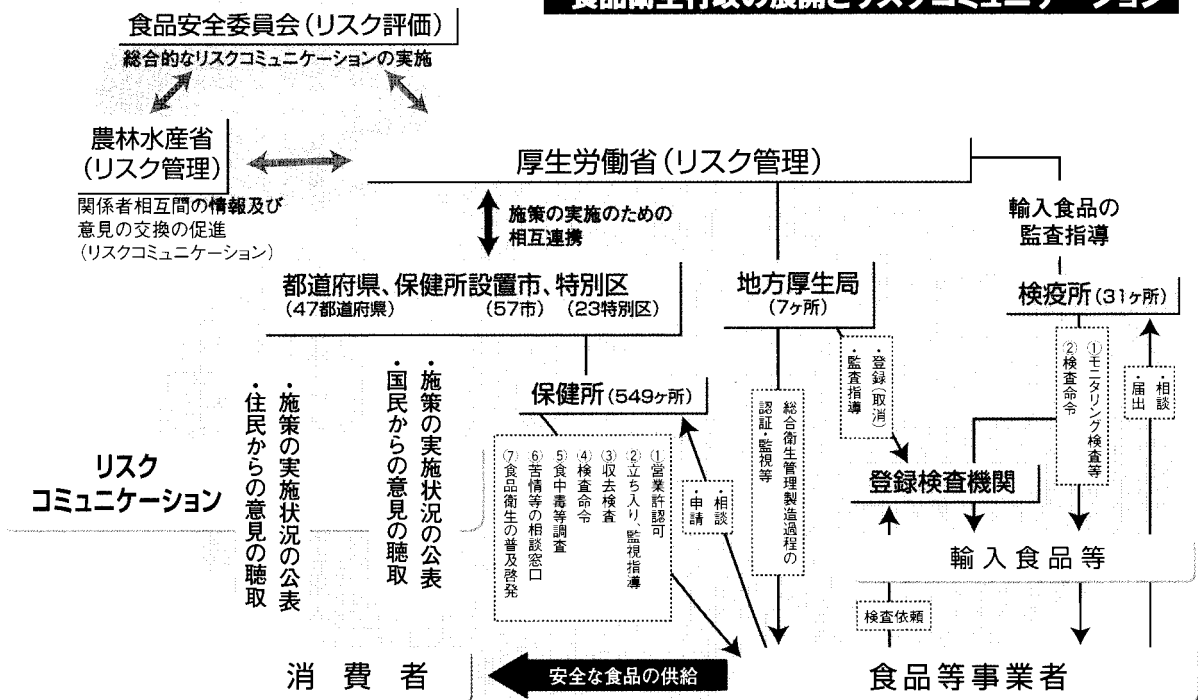 食品衛生行政の展開とリスクコミュニケーション
食品安全委員会(リスク評価)
総合的なリスクコミュニケーションの実施
農林水産省
(リスク管理)
関係者相互間の情報及び
意見の交換の促進
(リスクコミュニケーション)
厚生労働省(リスク管理)
施策の実施のための
相互連携
輸入食品の
監査指導
都道府県、保健所設置市、特別区
(47都道府県) (57市) (23特別区)
地方厚生局
(7ヶ所)
検疫所(31ヶ所)
保健所(549ヶ所)
・登録(取消)
・監査指導
①モニタリング検査等
②検査命令
・相談
・届出
リスク
コミュニケーション
・施策の実施状況の公表
・国民からの意見の聴取
・施策の実施状況の公表
・住民からの意見の聴取
①営業許認可
②立ち入り、監視指導
③収去検査
④検査命令
⑤食中毒等調査
⑥苦情等の相談窓口
⑦食品衛生の普及啓発
・相談
・申請
総合衛生管理製造過程の
認証・監視等
登録検査機関
輸入食品等
検査依頼
消費者
安全な食品の供給
食品等事業者